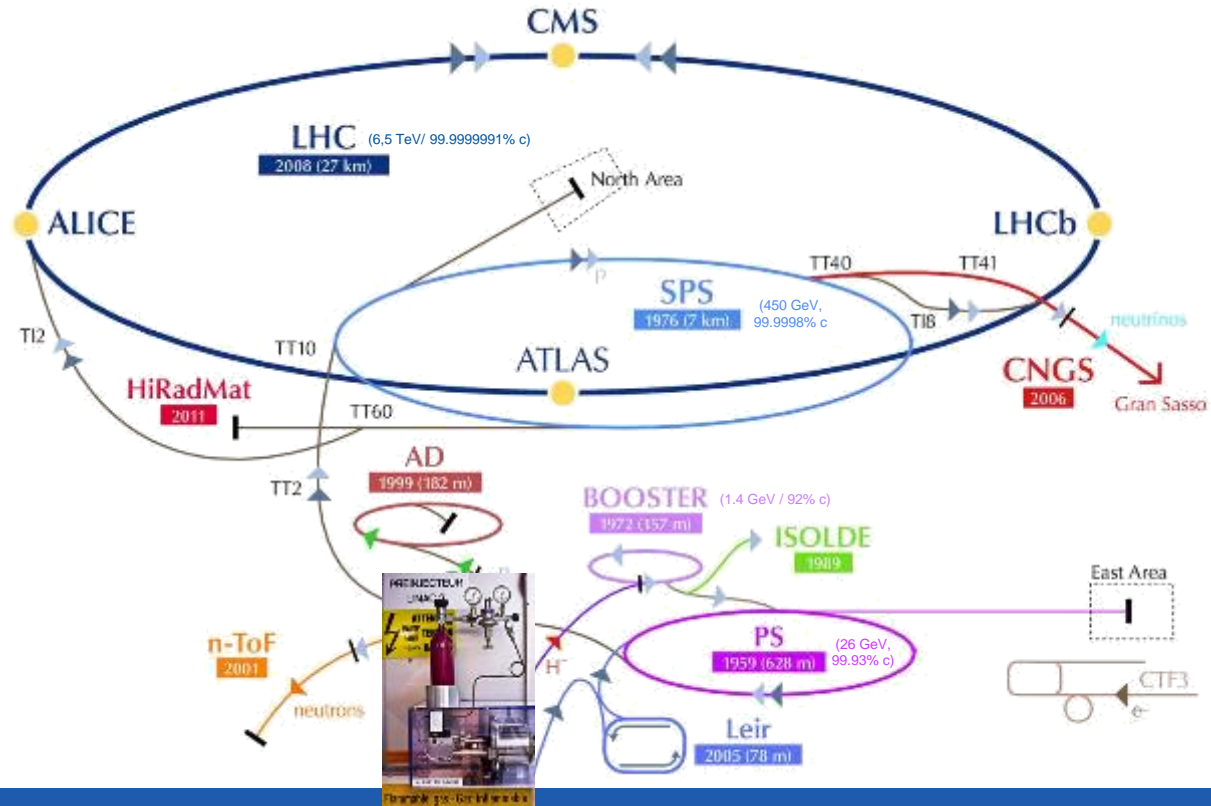 CMS
LHC (6,5 TeV/ 99.9999991% c)
2008 (27 km)
North Area
ALICE
LHCb
TT40
TT41
SPS
(450 GeV,
99.9998% c
1976 (7 km)
p
TI8
neutrinos
TI2
TT10
ATLAS
CNGS
2006
Gran Sasso
HiRadMat
2011
TT60
AD
1999 (182 m)
TT2
BOOSTER (1.4 GeV / 92% c)
1972 (157 m)
ISOLDE
1989
East Area
PREINJECTEUR
LINAC
n-ToF
2001
PS
(26 GeV,
99.93% c)
1959 (628 m)
H⁻
neutrons
CTF3
e-
Leir
2005 (78 m)